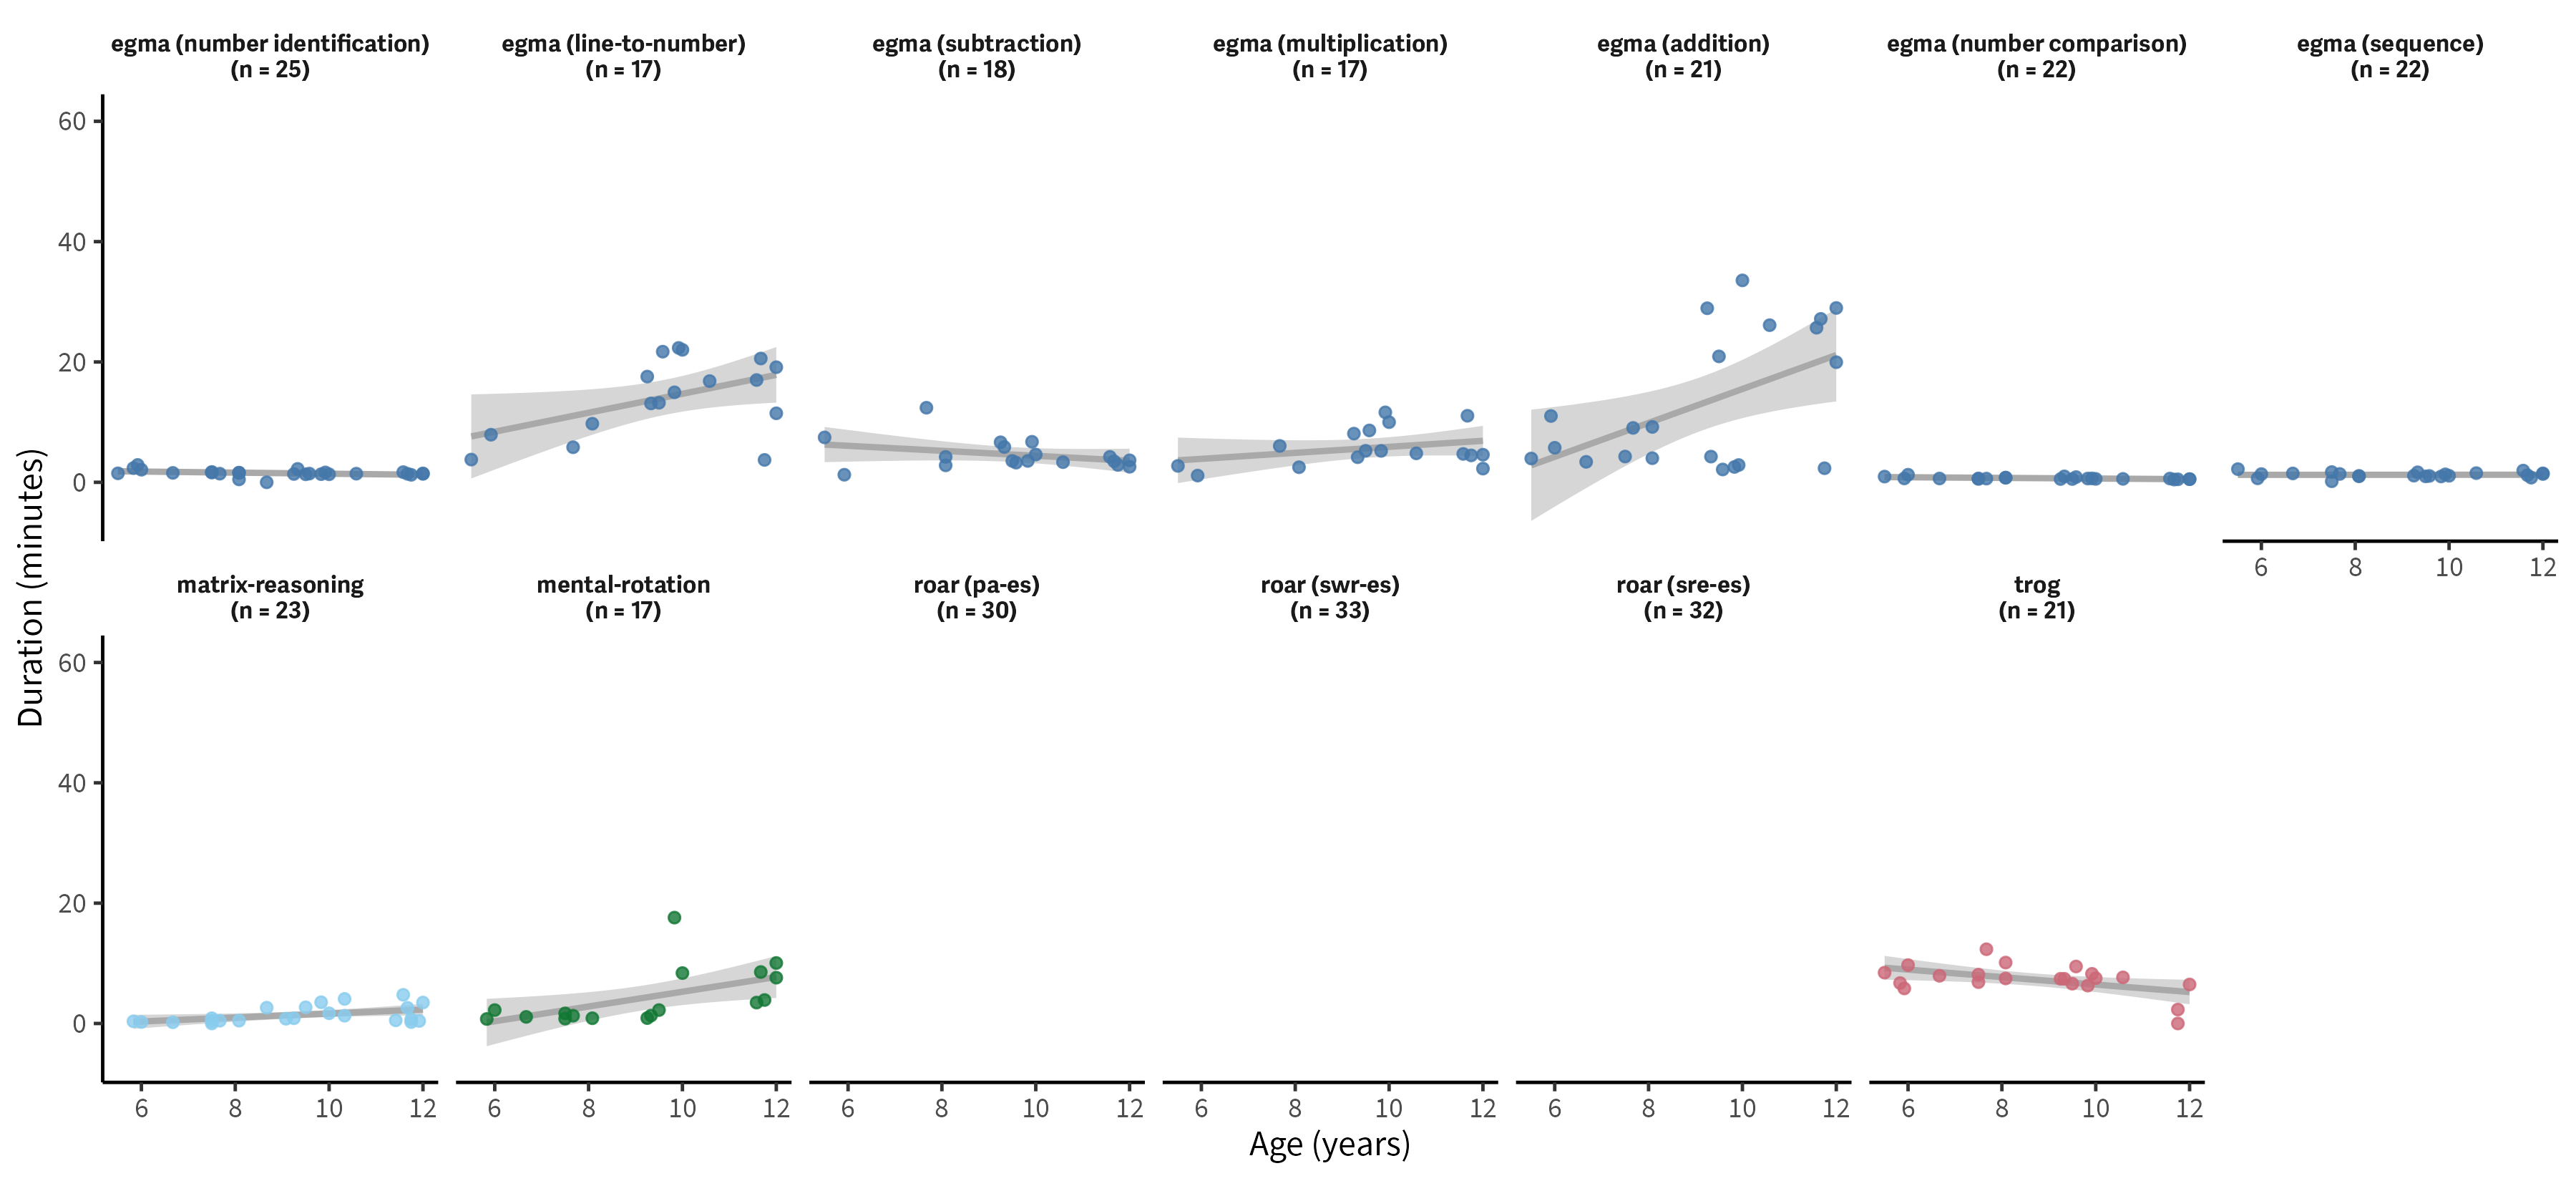 egma (number identification)
(n = 25)
egma (line-to-number)
(n = 17)
egma (subtraction)
(n = 18)
egma (multiplication)
(n = 17)
egma (addition)
(n = 21)
egma (number comparison)
(n = 22)
egma (sequence)
(n = 22)
60
40
20
0
6 8 10 12
matrix-reasoning
(n = 23)
mental-rotation
(n = 17)
roar (pa-es)
(n = 30)
roar (swr-es)
(n = 33)
roar (sre-es)
(n = 32)
trog
(n = 21)
60
40
20
0
6 8 10 12
6 8 10 12
6 8 10 12
6 8 10 12
6 8 10 12
6 8 10 12
Duration (minutes)
Age (years)